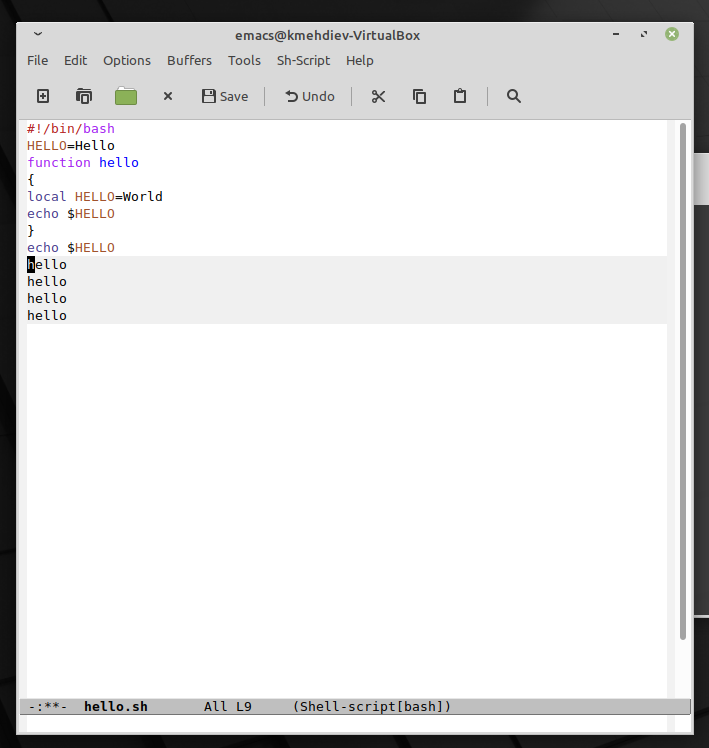 emacs@kmehdiev-VirtualBox
File Edit Options Buffers Tools Sh-Script Help
Save Undo
#!/bin/bash
HELLO=Hello
function hello
{
local HELLO=World
echo $HELLO
}
echo $HELLO
hello
hello
hello
hello
-:**- hello.sh All L9 (Shell-script[bash])